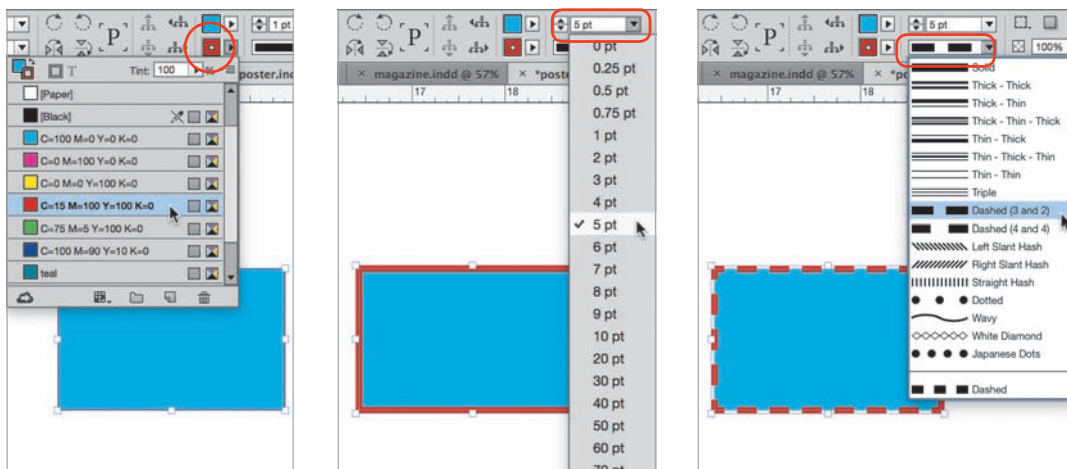 P
1 pt
Tint: 100 %
poster.inc
[Paper]
[Black]
C=100 M=0 Y=0 K=0
C=0 M=100 Y=0 K=0
C=0 M=0 Y=100 K=0
C=15 M=100 Y=100 K=0
C=75 M=5 Y=100 K=0
C=100 M=90 Y=10 K=0
teal
P
5 pt
× magazine.indd @ 57% × *poste
17 18
0 pt
0.25 pt
0.5 pt
0.75 pt
1 pt
2 pt
3 pt
4 pt
✓ 5 pt
6 pt
7 pt
8 pt
9 pt
10 pt
20 pt
30 pt
40 pt
50 pt
60 pt
70 pt
P
5 pt
100%
× magazine.indd @ 57% × *po
17 18
Solid
Thick - Thick
Thick - Thin
Thick - Thin - Thick
Thin - Thick
Thin - Thick - Thin
Thin - Thin
Triple
Dashed (3 and 2)
Dashed (4 and 4)
Left Slant Hash
Right Slant Hash
Straight Hash
Dotted
Wavy
White Diamond
Japanese Dots
Dashed